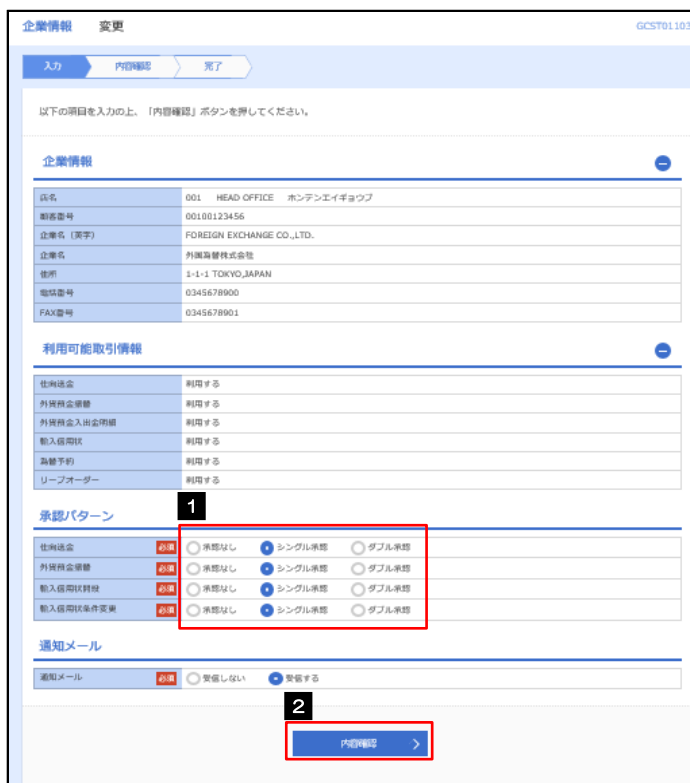 企業情報 変更 GCST01103
入力 内容確認 完了
以下の項目を入力の上、「内容確認」ボタンを押してください。
企業情報
店名 001 HEAD OFFICE ホンテンエイギョウブ
顧客番号 00100123456
企業名（英字） FOREIGN EXCHANGE CO.,LTD.
企業名 外国為替株式会社
住所 1-1-1 TOKYO,JAPAN
電話番号 0345678900
FAX番号 0345678901
利用可能取引情報
仕向送金 利用する
外貨預金振替 利用する
外貨預金入出金明細 利用する
輸入信用状 利用する
為替予約 利用する
リーブオーダー 利用する
1
承認パターン
仕向送金 必須 承認なし シングル承認 ダブル承認
外貨預金振替 必須 承認なし シングル承認 ダブル承認
輸入信用状開設 必須 承認なし シングル承認 ダブル承認
輸入信用状条件変更 必須 承認なし シングル承認 ダブル承認
通知メール
通知メール 必須 受信しない 受信する
2
内容確認